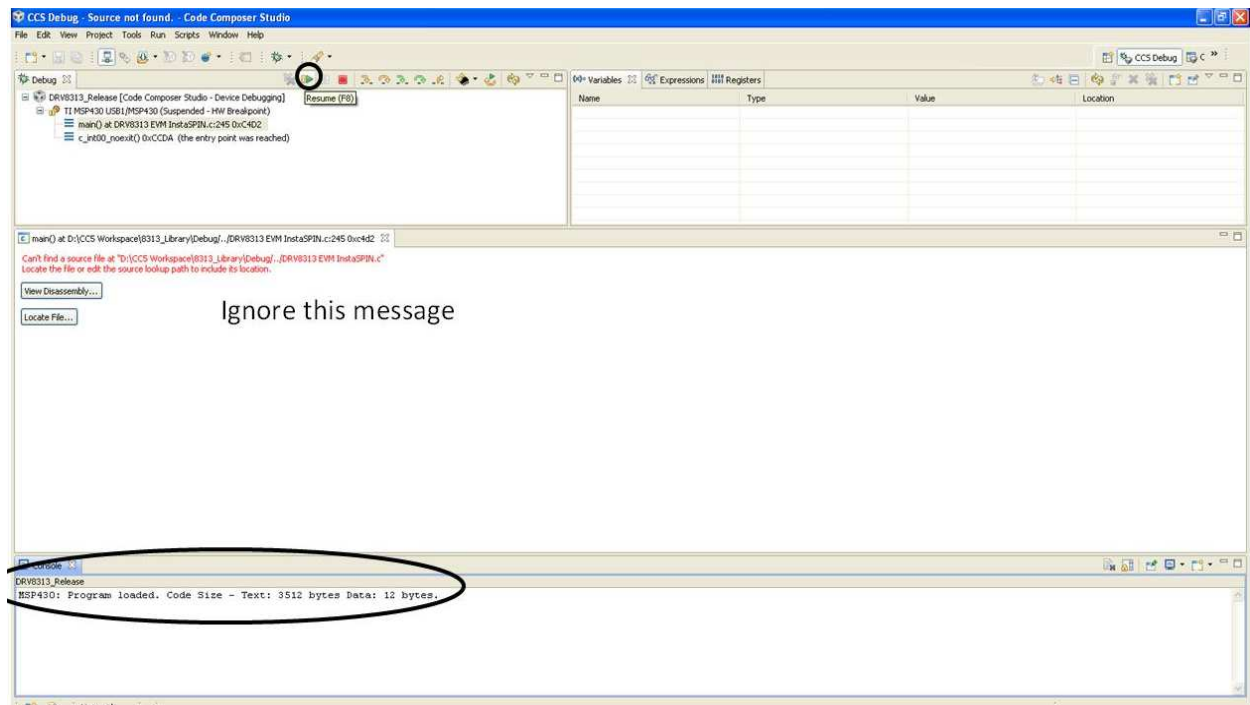 CCS Debug - Source not found. - Code Composer Studio
File Edit View Project Tools Run Scripts Window Help
CCS Debug C »
Debug
Resume (F8)
DRV8313_Release [Code Composer Studio - Device Debugging]
TI MSP430 USB1/MSP430 (Suspended - HW Breakpoint)
main() at DRV8313 EVM InstaSPIN.c:245 0xC4D2
c_int00_noexit() 0xCCDA (the entry point was reached)
(x)= Variables Expressions Registers
Name Type Value Location
main() at D:\CCS Workspace\8313_Library\Debug/../DRV8313 EVM InstaSPIN.c:245 0xc4d2
Can't find a source file at "D:\CCS Workspace\8313_Library\Debug/../DRV8313 EVM InstaSPIN.c"
Locate the file or edit the source lookup path to include its location.
View Disassembly...
Locate File...
Ignore this message
Console
DRV8313_Release
MSP430: Program loaded. Code Size - Text: 3512 bytes Data: 12 bytes.